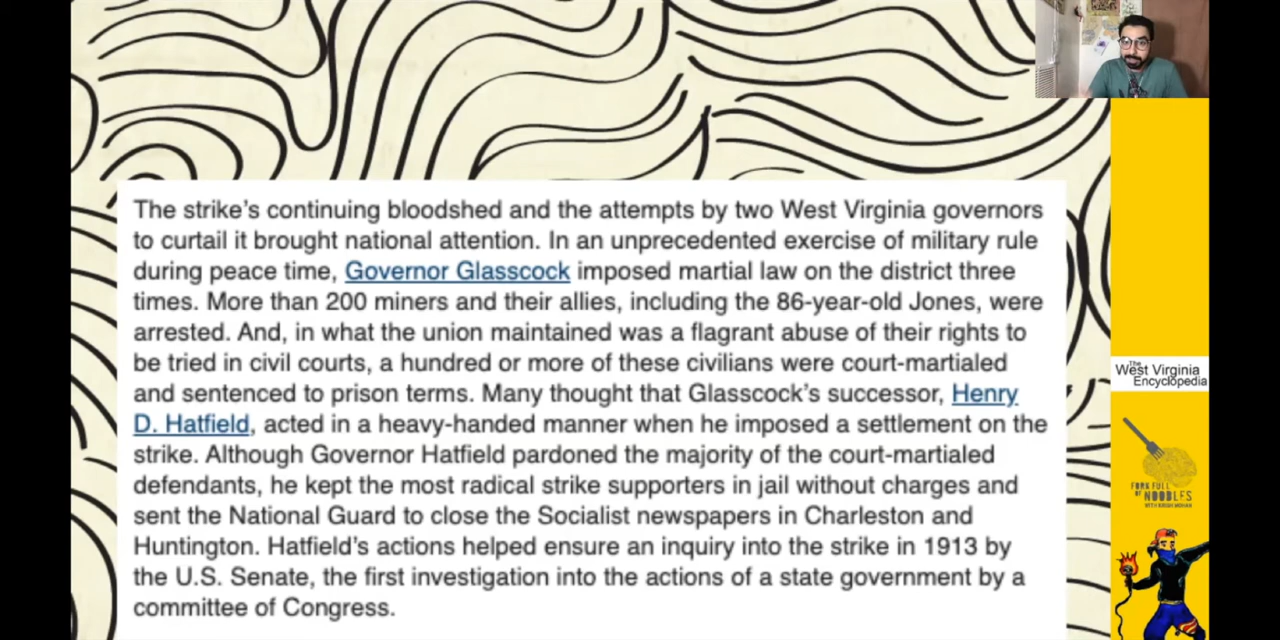 The strike's continuing bloodshed and the attempts by two West Virginia governors
to curtail it brought national attention. In an unprecedented exercise of military rule
during peace time, Governor Glasscock imposed martial law on the district three
times. More than 200 miners and their allies, including the 86-year-old Jones, were
arrested. And, in what the union maintained was a flagrant abuse of their rights to
be tried in civil courts, a hundred or more of these civilians were court-martialed
and sentenced to prison terms. Many thought that Glasscock's successor, Henry
D. Hatfield, acted in a heavy-handed manner when he imposed a settlement on the
strike. Although Governor Hatfield pardoned the majority of the court-martialed
defendants, he kept the most radical strike supporters in jail without charges and
sent the National Guard to close the Socialist newspapers in Charleston and
Huntington. Hatfield's actions helped ensure an inquiry into the strike in 1913 by
the U.S. Senate, the first investigation into the actions of a state government by a
committee of Congress.
The
West Virginia
Encyclopedia
FORK FULL
OF NOODLES
WITH KRISH MOHAN